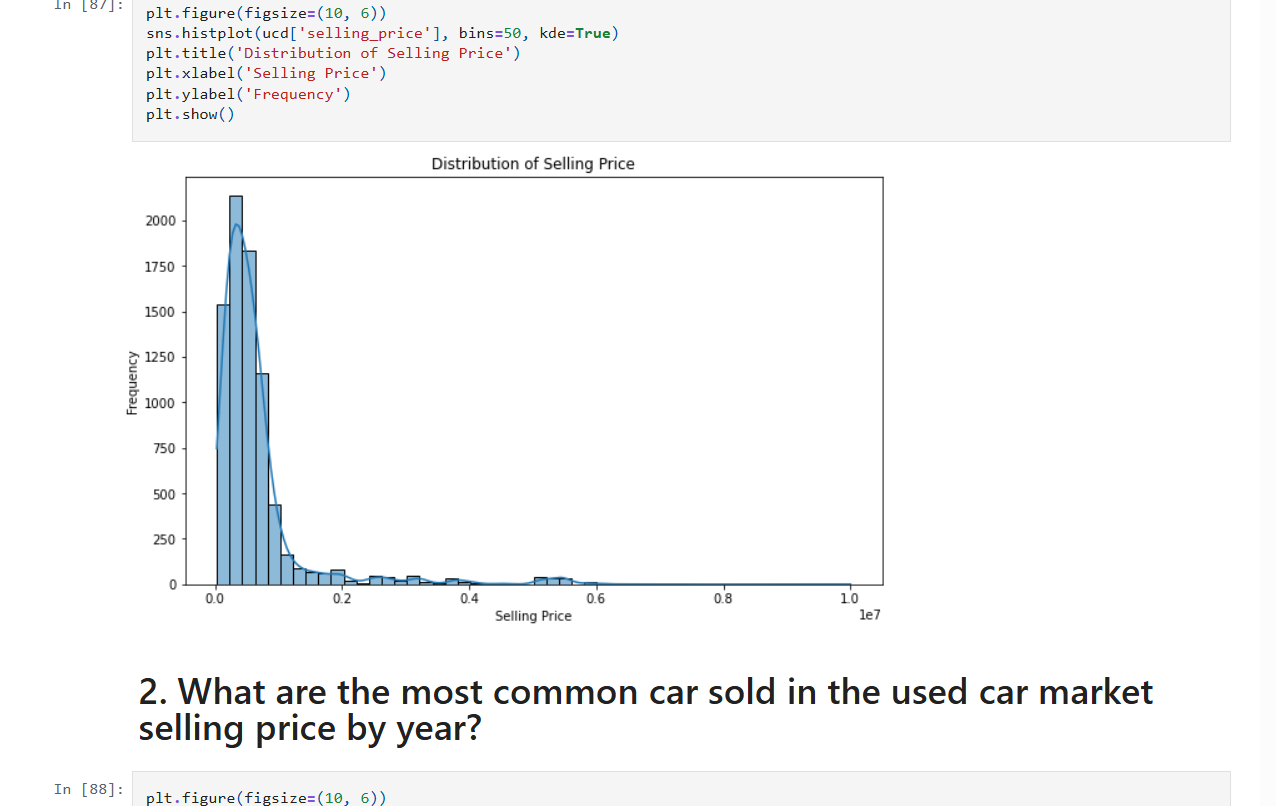 In [87]:
plt.figure(figsize=(10, 6))
sns.histplot(ucd['selling_price'], bins=50, kde=True)
plt.title('Distribution of Selling Price')
plt.xlabel('Selling Price')
plt.ylabel('Frequency')
plt.show()
Distribution of Selling Price
2000
1750
1500
1250
1000
750
500
250
0
Frequency
0.0 0.2 0.4 0.6 0.8 1.0
1e7
Selling Price
2. What are the most common car sold in the used car market
selling price by year?
In [88]:
plt.figure(figsize=(10, 6))